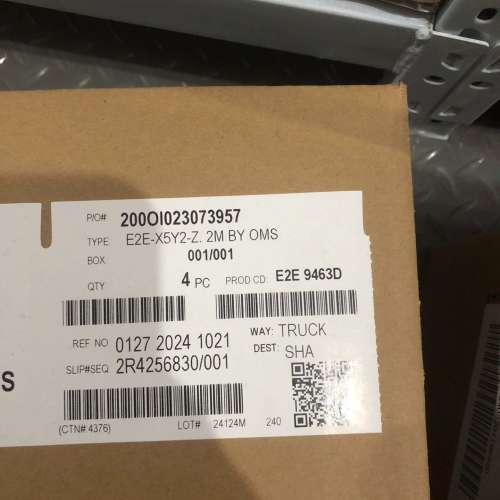 P/O# 200OI023073957
TYPE E2E-X5Y2-Z. 2M BY OMS
BOX 001/001
QTY 4 PC PROD CD: E2E 9463D
REF NO 0127 2024 1021 WAY: TRUCK
SLIP#SEQ 2R4256830/001 DEST: SHA
S
(CTN# 4376) LOT# 24124M 240